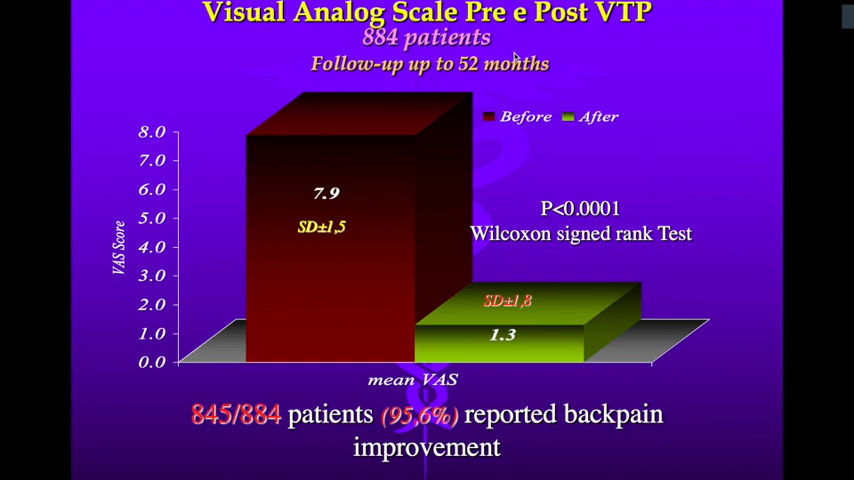 Visual Analog Scale Pre e Post VTP
884 patients
Follow-up up to 52 months
Before After
8.0
7.0
6.0
5.0
4.0
3.0
2.0
1.0
0.0
VAS Score
7.9
SD±1,5
P<0.0001
Wilcoxon signed rank Test
SD±1,8
1.3
mean VAS
845/884 patients (95,6%) reported backpain
improvement